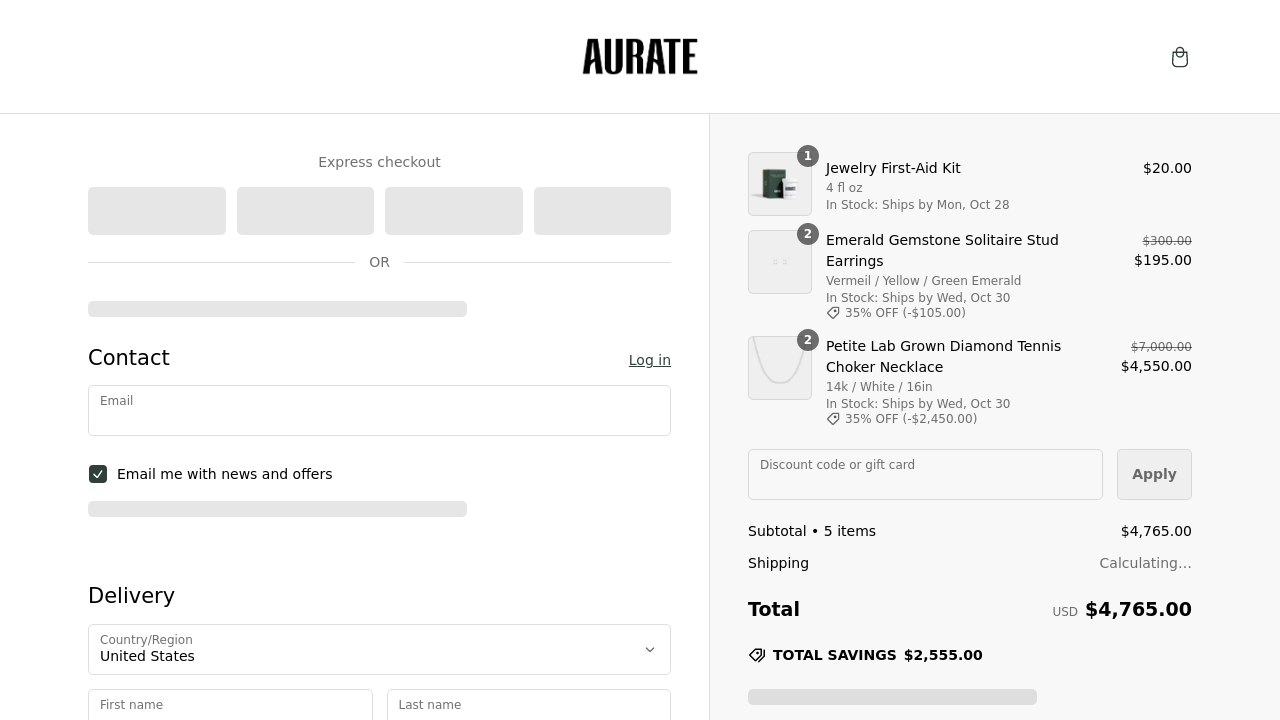 AURATE
Express checkout
OR
Contact
Log in
Email
Email me with news and offers
Delivery
Country/Region
United States
First name
Last name
1
Jewelry First-Aid Kit
$20.00
4 fl oz
In Stock: Ships by Mon, Oct 28
2
Emerald Gemstone Solitaire Stud Earrings
$300.00
$195.00
Vermeil / Yellow / Green Emerald
In Stock: Ships by Wed, Oct 30
35% OFF (-$105.00)
2
Petite Lab Grown Diamond Tennis Choker Necklace
$7,000.00
$4,550.00
14k / White / 16in
In Stock: Ships by Wed, Oct 30
35% OFF (-$2,450.00)
Discount code or gift card
Apply
Subtotal • 5 items
$4,765.00
Shipping
Calculating…
Total
USD $4,765.00
TOTAL SAVINGS $2,555.00